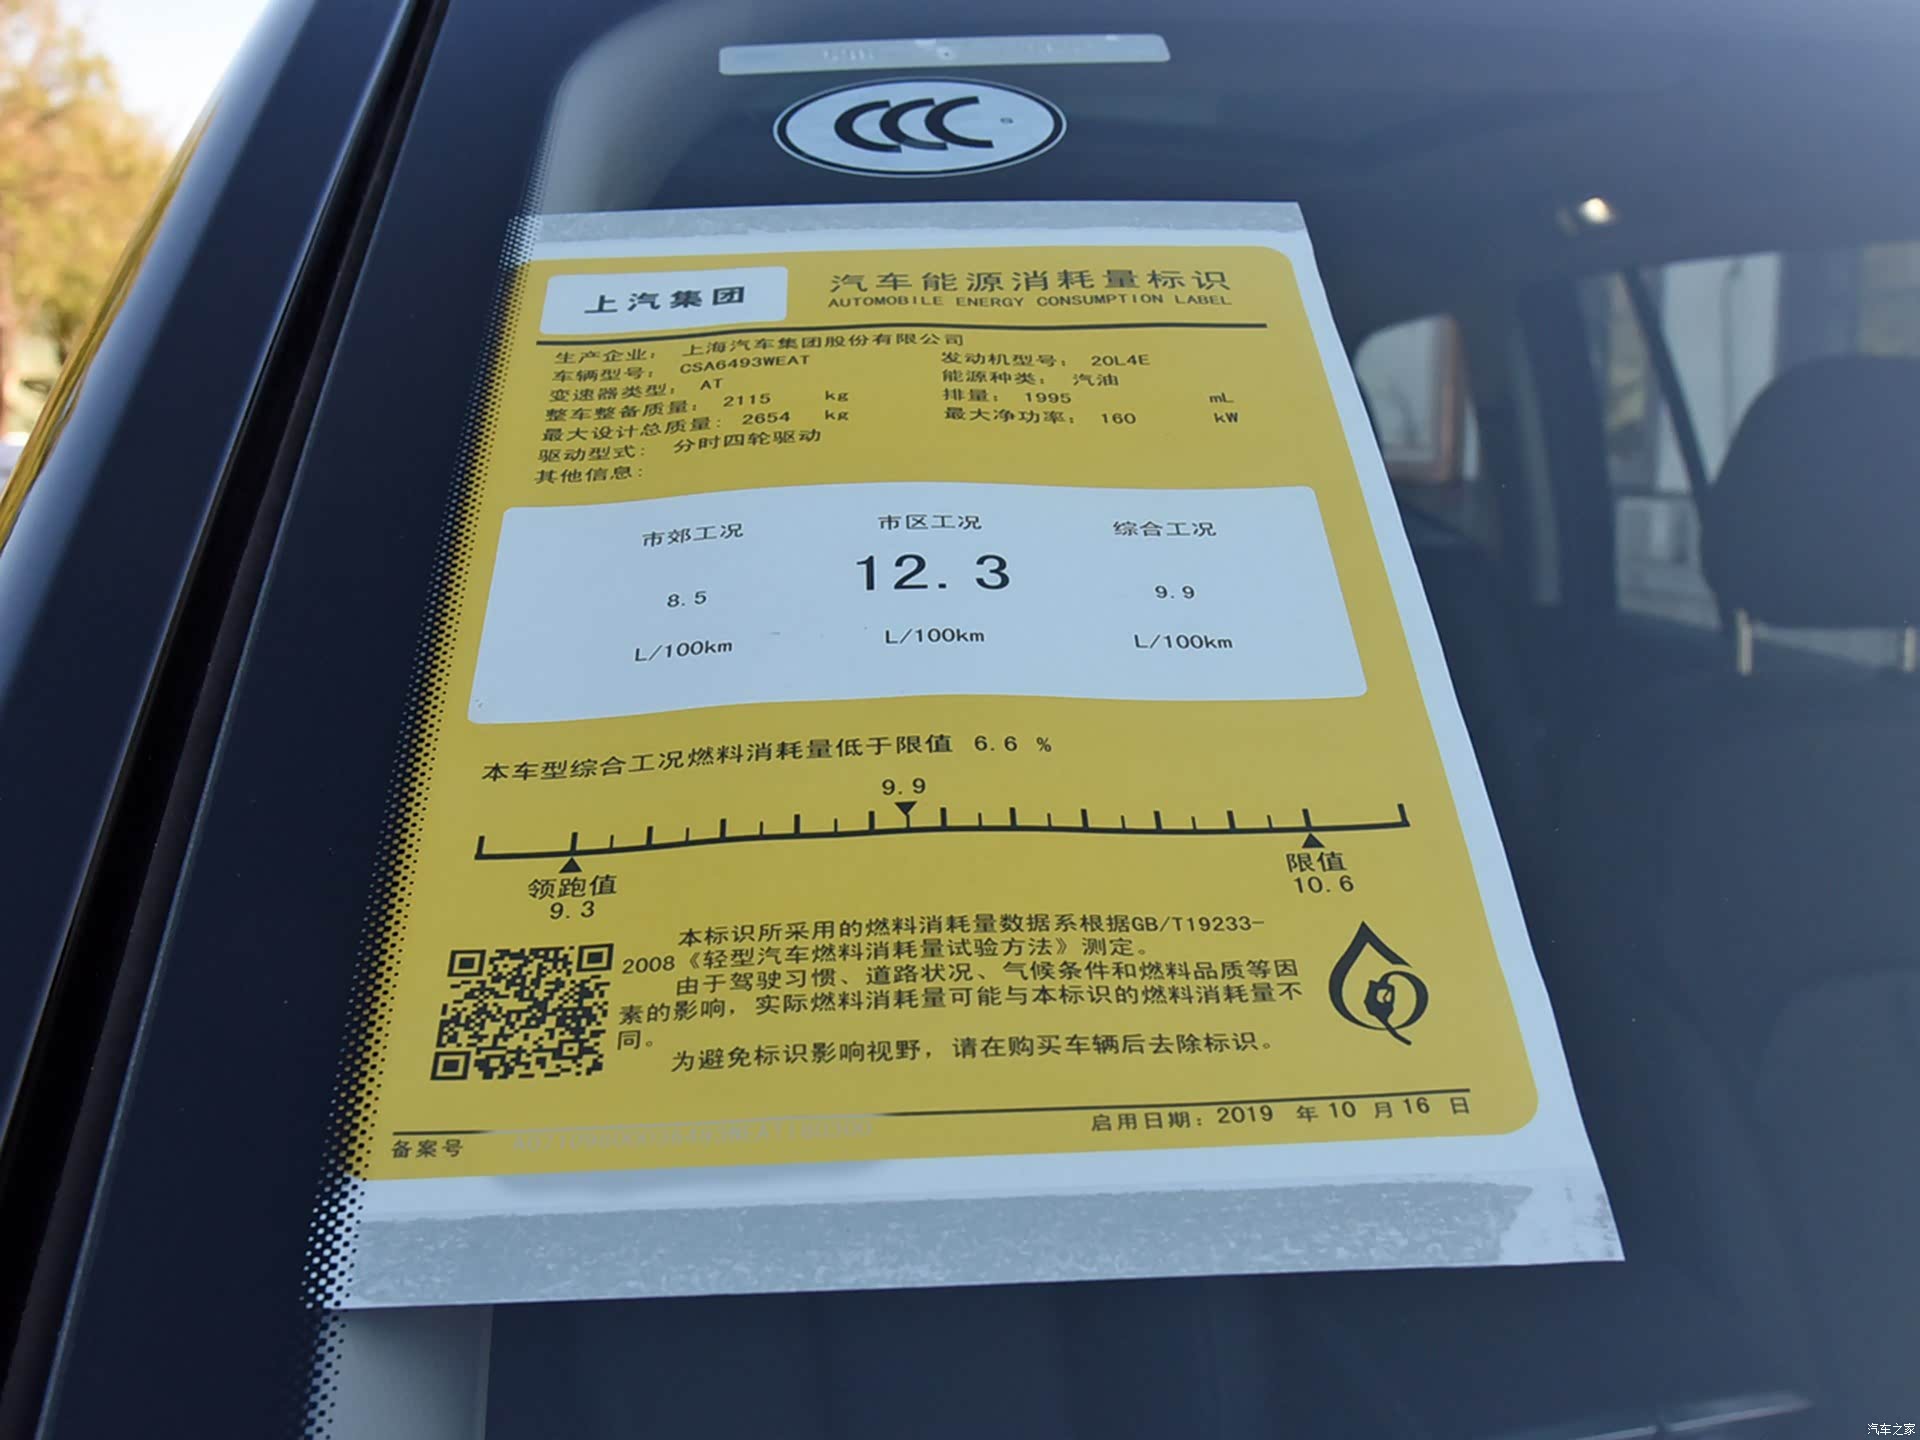 CCC S
上汽集团
汽车能源消耗量标识
AUTOMOBILE ENERGY CONSUMPTION LABEL
生产企业： 上海汽车集团股份有限公司
车辆型号： CSA6493WEAT
发动机型号： 20L4E
变速器类型： AT
能源种类： 汽油
整车整备质量： 2115 kg
排量： 1995 mL
最大设计总质量： 2654 kg
最大净功率： 160 kW
驱动型式： 分时四轮驱动
其他信息：
市郊工况 市区工况 综合工况
8.5 12.3 9.9
L/100km L/100km L/100km
本车型综合工况燃料消耗量低于限值 6.6 %
9.9
领跑值 限值
9.3 10.6
本标识所采用的燃料消耗量数据系根据GB/T19233-
2008《轻型汽车燃料消耗量试验方法》测定。
由于驾驶习惯、道路状况、气候条件和燃料品质等因
素的影响，实际燃料消耗量可能与本标识的燃料消耗量不
同。
为避免标识影响视野，请在购买车辆后去除标识。
备案号
启用日期：2019 年 10 月 16 日
汽车之家